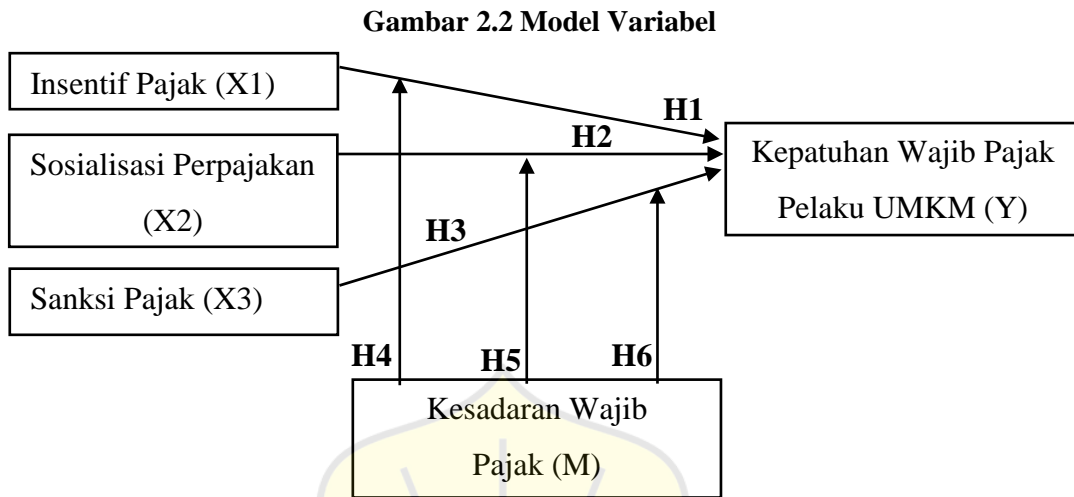 Gambar 2.2 Model Variabel
Insentif Pajak (X1)
Sosialisasi Perpajakan
(X2)
Sanksi Pajak (X3)
H1
H2
H3
Kepatuhan Wajib Pajak
Pelaku UMKM (Y)
H4
H5
H6
Kesadaran Wajib
Pajak (M)